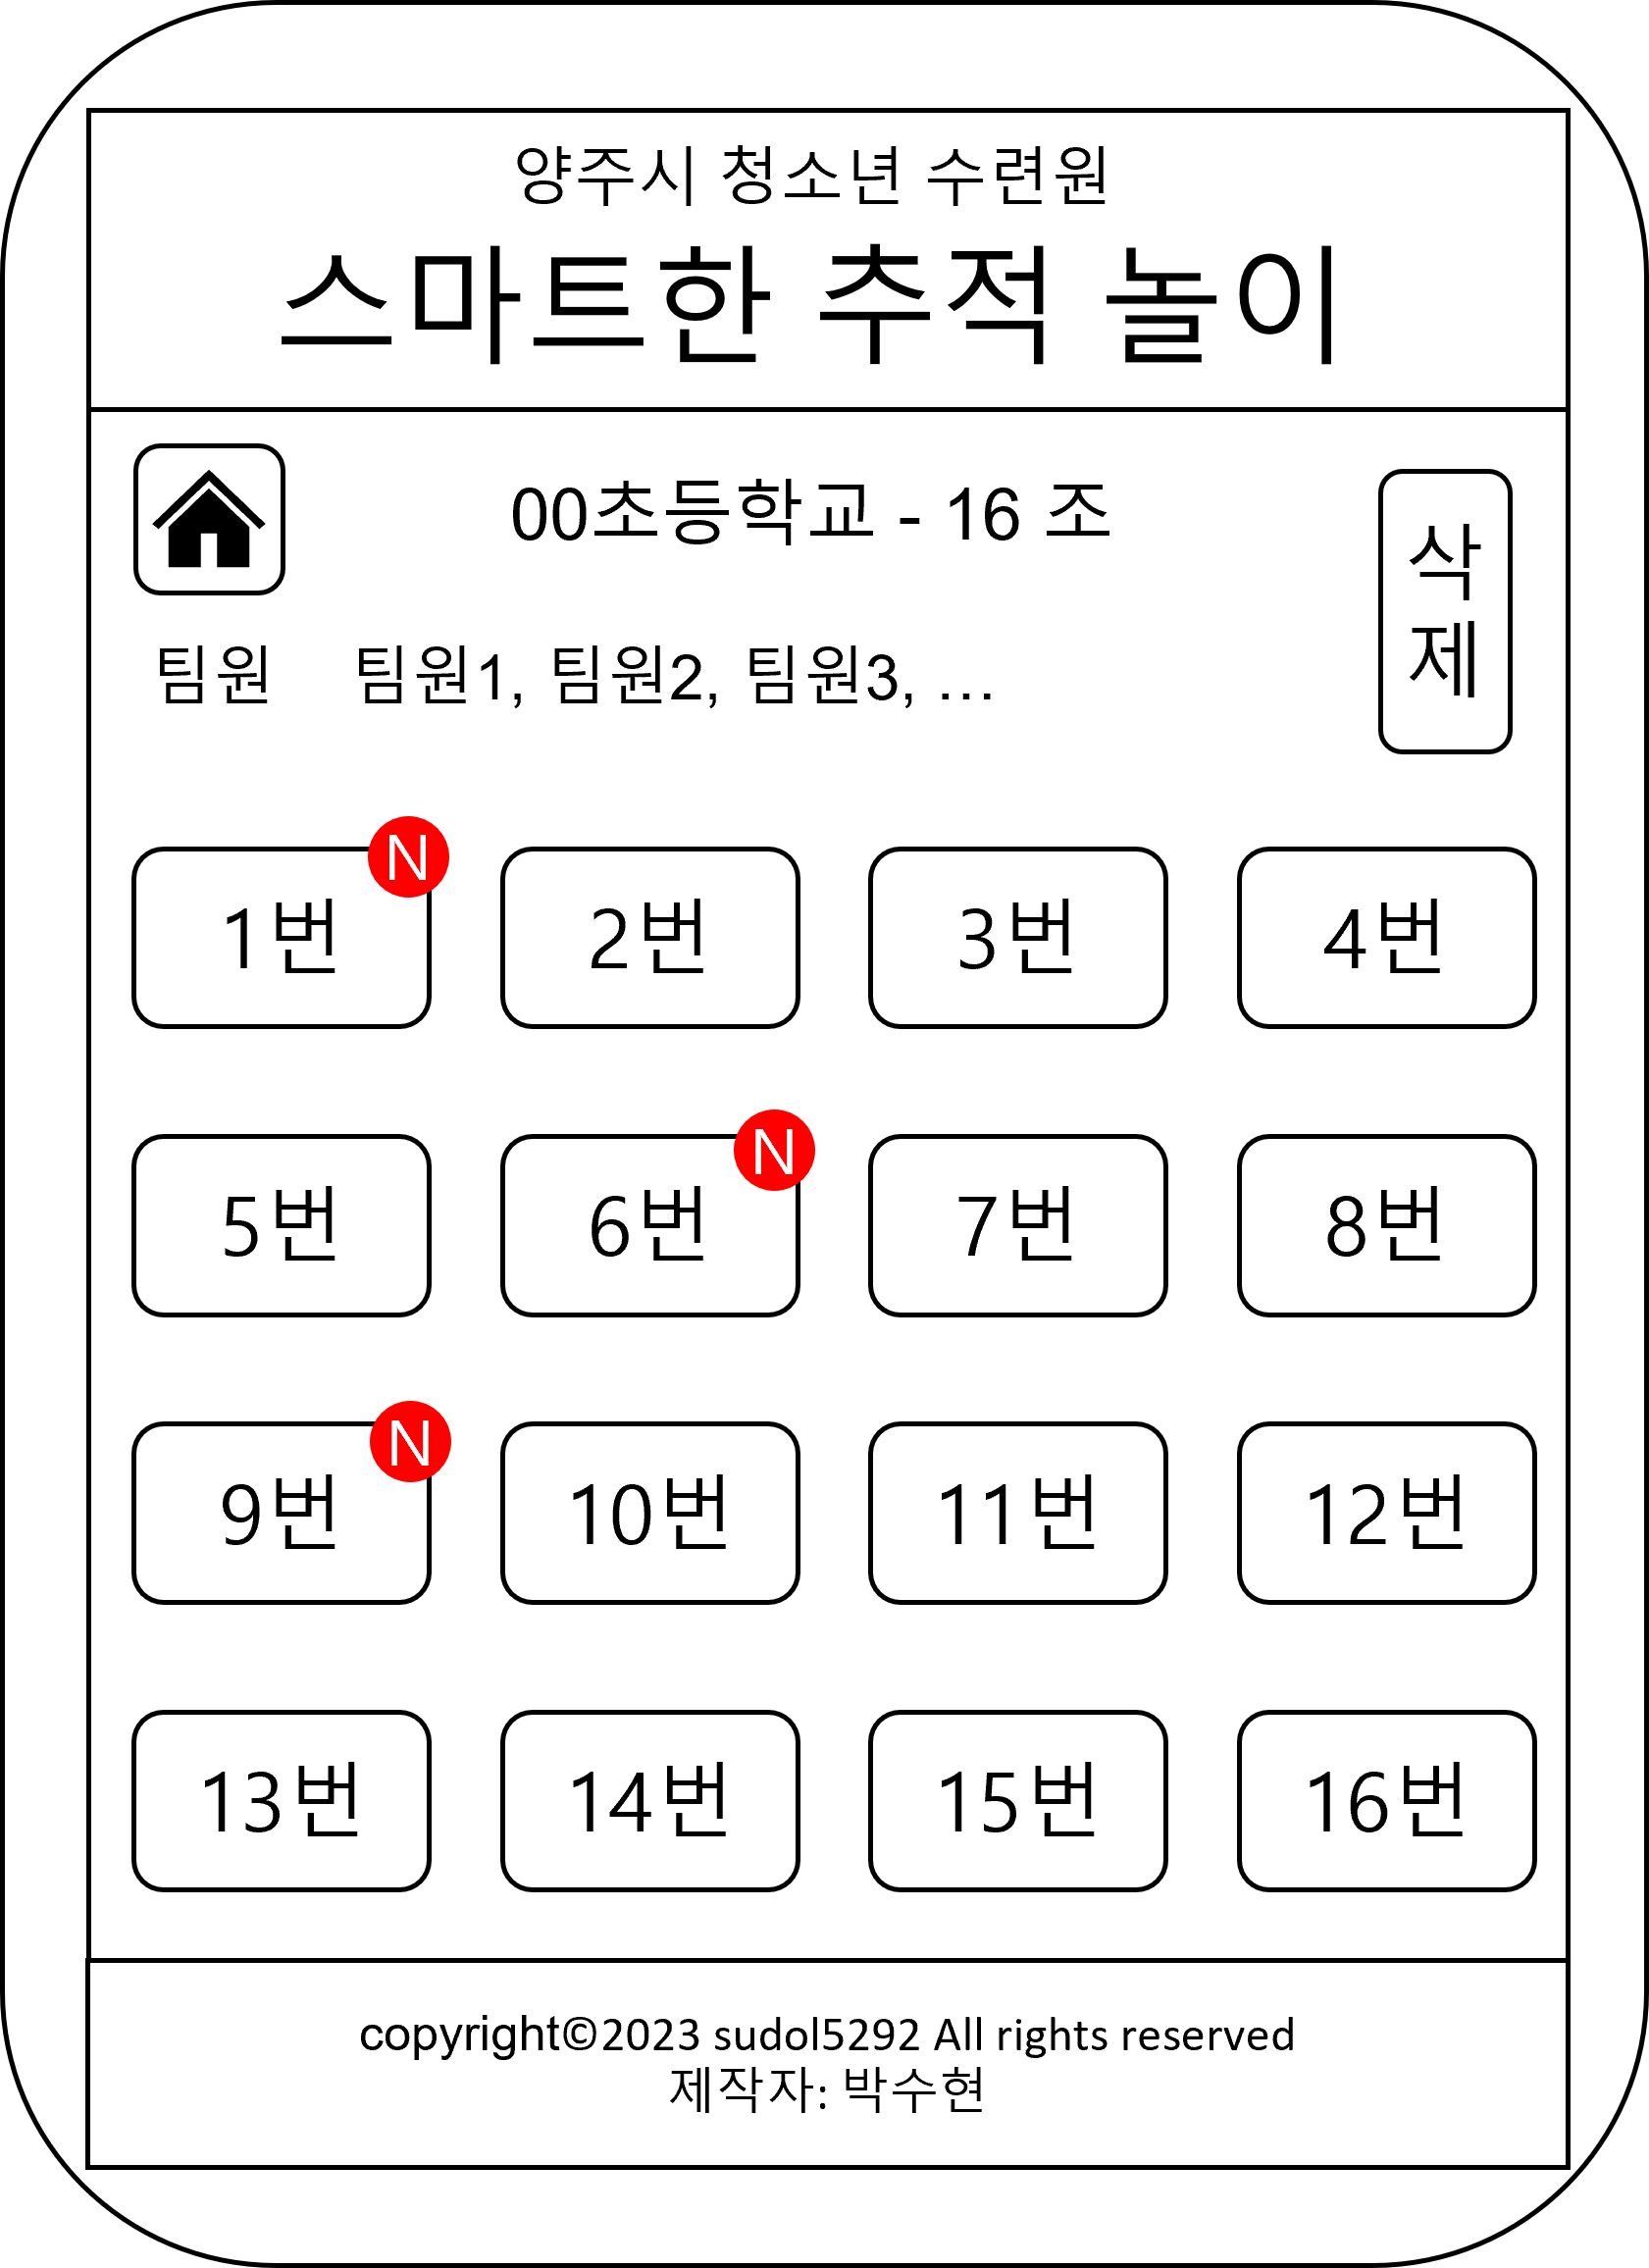 양주시 청소년 수련원
스마트한 추적 놀이
00초등학교 - 16 조
삭
제
팀원 팀원1, 팀원2, 팀원3, ...
N
1번 2번 3번 4번
N
5번 6번 7번 8번
N
9번 10번 11번 12번
13번 14번 15번 16번
copyright©2023 sudol5292 All rights reserved
제작자: 박수현